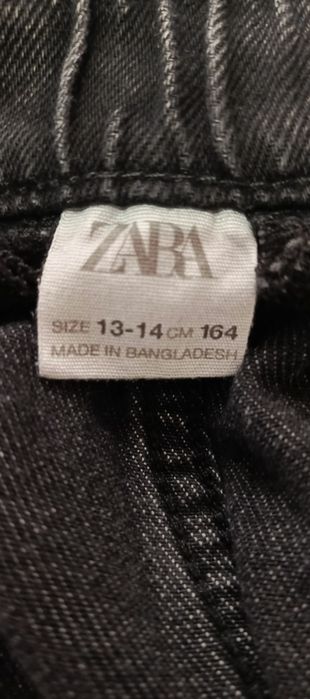 ZARA
SIZE 13-14 CM 164
MADE IN BANGLADESH